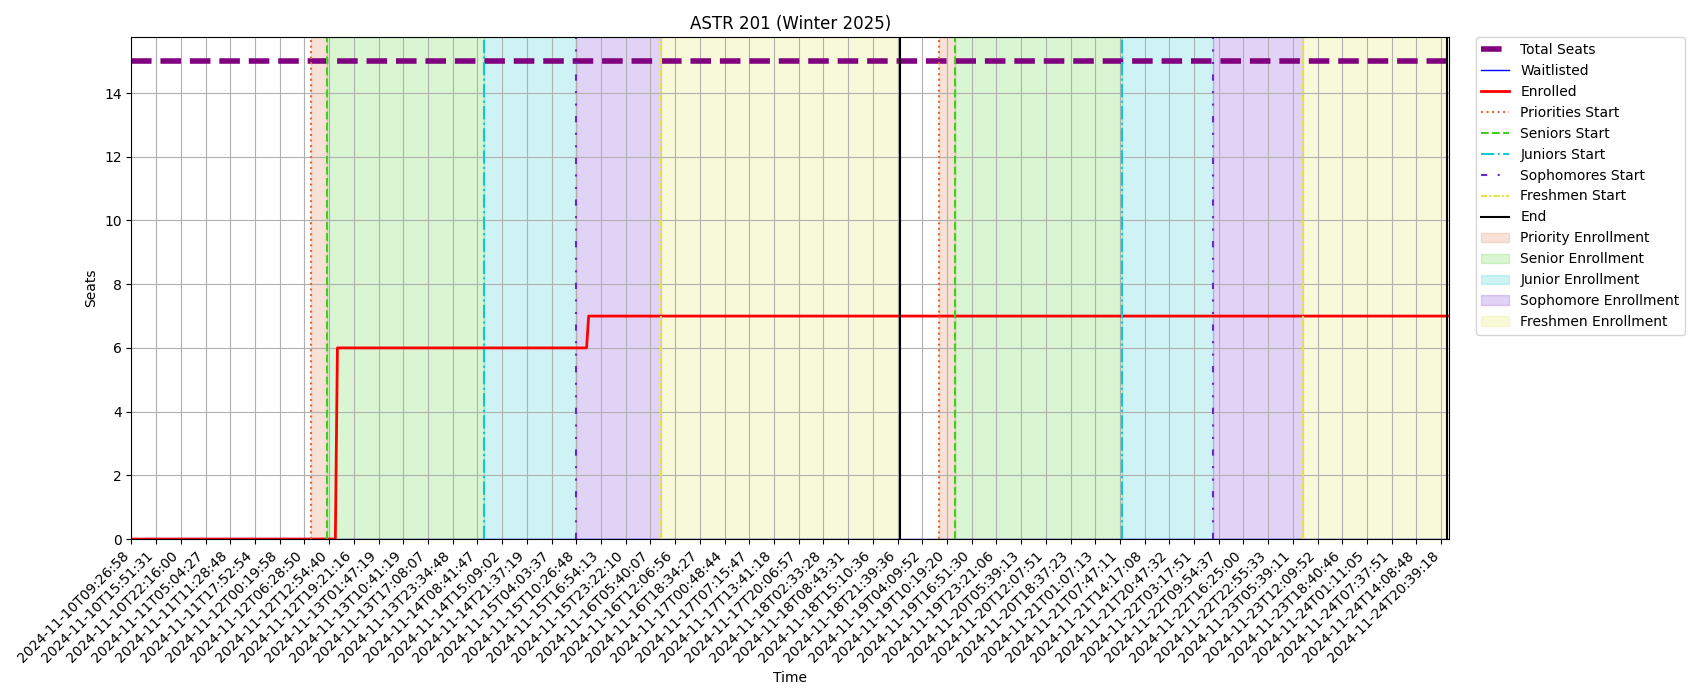 ASTR 201 (Winter 2025)
Seats
14
12
10
8
6
4
2
0
2024-11-10T09:26:58
2024-11-10T15:51:31
2024-11-10T22:16:00
2024-11-11T05:04:27
2024-11-11T11:28:48
2024-11-11T17:52:54
2024-11-12T00:19:58
2024-11-12T06:28:50
2024-11-12T12:54:40
2024-11-12T19:21:16
2024-11-13T01:47:19
2024-11-13T10:41:19
2024-11-13T17:08:07
2024-11-13T23:34:48
2024-11-14T08:41:47
2024-11-14T15:09:02
2024-11-14T21:37:19
2024-11-15T04:03:37
2024-11-15T10:26:48
2024-11-15T16:54:13
2024-11-15T23:22:10
2024-11-16T05:40:07
2024-11-16T12:06:56
2024-11-16T18:34:27
2024-11-17T00:48:44
2024-11-17T07:15:47
2024-11-17T13:41:18
2024-11-17T20:06:57
2024-11-18T02:33:28
2024-11-18T08:43:31
2024-11-18T15:10:36
2024-11-18T21:39:36
2024-11-19T04:09:52
2024-11-19T10:19:20
2024-11-19T16:51:30
2024-11-19T23:21:06
2024-11-20T05:39:13
2024-11-20T12:07:51
2024-11-20T18:37:23
2024-11-21T01:07:13
2024-11-21T07:47:11
2024-11-21T14:17:08
2024-11-21T20:47:32
2024-11-22T03:17:51
2024-11-22T09:54:37
2024-11-22T16:25:00
2024-11-22T22:55:33
2024-11-23T05:39:11
2024-11-23T12:09:52
2024-11-23T18:40:46
2024-11-24T01:11:05
2024-11-24T07:37:51
2024-11-24T14:08:48
2024-11-24T20:39:18
Time
Total Seats
Waitlisted
Enrolled
Priorities Start
Seniors Start
Juniors Start
Sophomores Start
Freshmen Start
End
Priority Enrollment
Senior Enrollment
Junior Enrollment
Sophomore Enrollment
Freshmen Enrollment